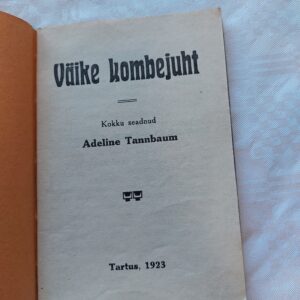 Väike kombejuht
Kokku seadnud
Adeline Tannbaum
Tartus, 1923